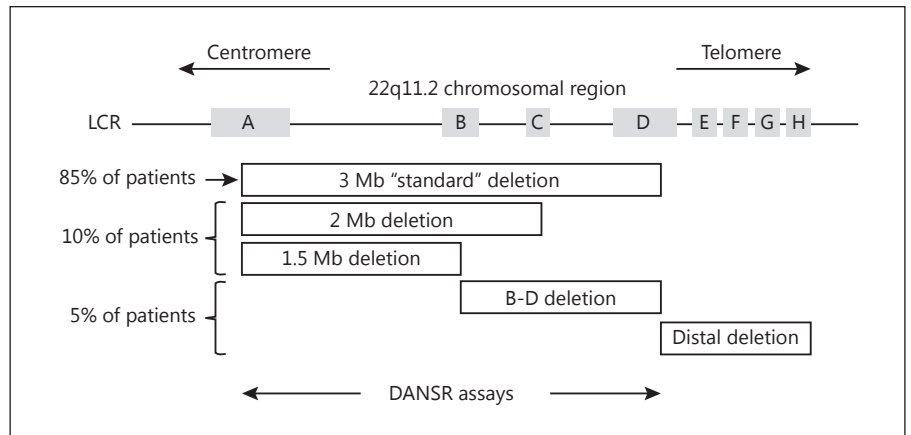 Centromere
Telomere
22q11.2 chromosomal region
LCR A B C D E F G H
85% of patients 3 Mb “standard” deletion
2 Mb deletion
10% of patients
1.5 Mb deletion
B-D deletion
5% of patients
Distal deletion
DANSR assays